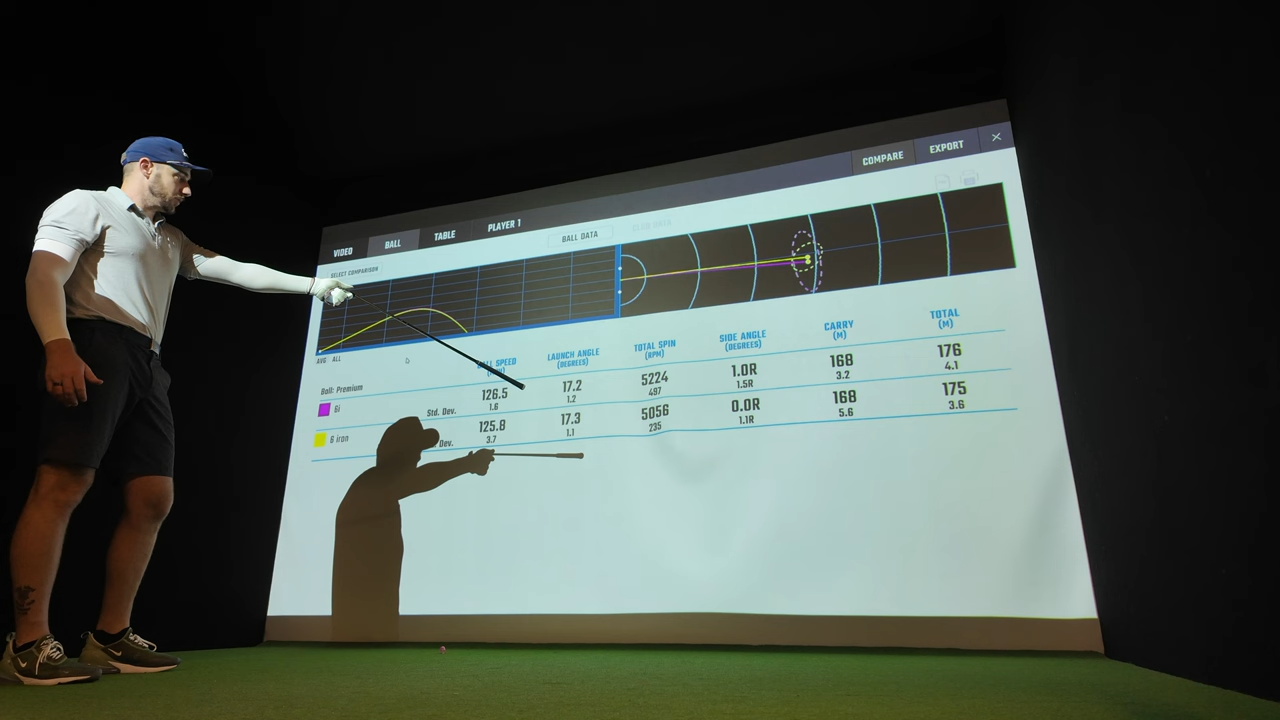 COMPARE EXPORT ×
VIDEO BALL TABLE PLAYER 1
BALL DATA
SELECT COMPARISON
AVG ALL
SPEED LAUNCH ANGLE TOTAL SPIN SIDE ANGLE CARRY TOTAL
(DEGREES) (RPM) (DEGREES) (M) (M)
Ball: Premium
6i 126.5 17.2 5224 1.0R 168 176
Std. Dev. 1.6 1.2 497 1.5R 3.2 4.1
6 iron 125.8 17.3 5056 0.0R 168 175
Dev. 3.7 1.1 235 1.1R 5.6 3.6